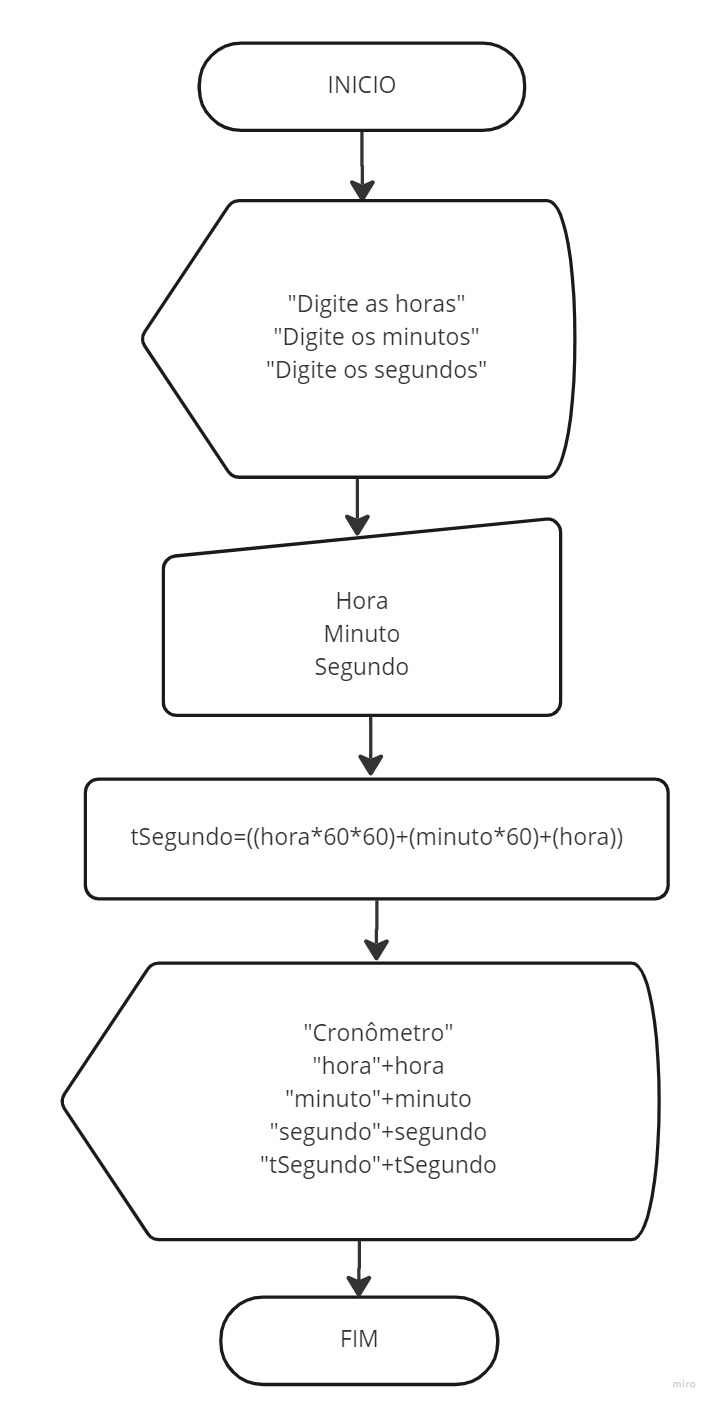 INICIO
"Digite as horas"
"Digite os minutos"
"Digite os segundos"
Hora
Minuto
Segundo
tSegundo=((hora*60*60)+(minuto*60)+(hora))
"Cronômetro"
"hora"+hora
"minuto"+minuto
"segundo"+segundo
"tSegundo"+tSegundo
FIM
miro